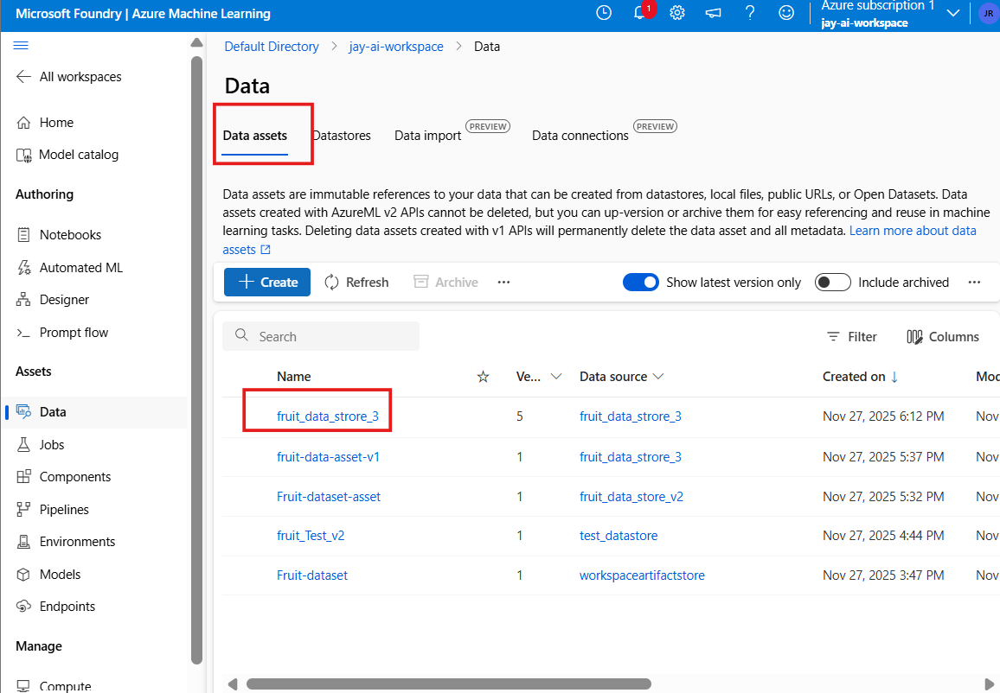 Microsoft Foundry | Azure Machine Learning
1
Azure subscription 1
jay-ai-workspace
JR
All workspaces
Home
Model catalog
Authoring
Notebooks
Automated ML
Designer
Prompt flow
Assets
Data
Jobs
Components
Pipelines
Environments
Models
Endpoints
Manage
Compute
Default Directory > jay-ai-workspace > Data
Data
Data assets
Datastores
Data import PREVIEW
Data connections PREVIEW
Data assets are immutable references to your data that can be created from datastores, local files, public URLs, or Open Datasets. Data
assets created with AzureML v2 APIs cannot be deleted, but you can up-version or archive them for easy referencing and reuse in machine
learning tasks. Deleting data assets created with v1 APIs will permanently delete the data asset and all metadata. Learn more about data
assets
Create Refresh Archive ... Show latest version only Include archived ...
Search Filter Columns
Name Ve... Data source Created on Moc
fruit_data_strore_3 5 fruit_data_strore_3 Nov 27, 2025 6:12 PM Nov
fruit-data-asset-v1 1 fruit_data_strore_3 Nov 27, 2025 5:37 PM Nov
Fruit-dataset-asset 1 fruit_data_store_v2 Nov 27, 2025 5:32 PM Nov
fruit_Test_v2 1 test_datastore Nov 27, 2025 4:44 PM Nov
Fruit-dataset 1 workspaceartifactstore Nov 27, 2025 3:47 PM Nov